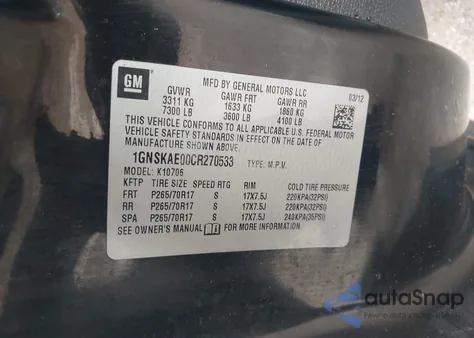 GM
MFD BY GENERAL MOTORS LLC 03/12
GVWR GAWR FRT GAWR RR
3311 KG 1633 KG 1860 KG
7300 LB 3600 LB 4100 LB
THIS VEHICLE CONFORMS TO ALL APPLICABLE U.S. FEDERAL MOTOR
VEHICLE SAFETY STANDARDS IN EFFECT ON THE DATE OF
MANUFACTURE SHOWN ABOVE.
1GNSKAE00CR270533 TYPE: M.P.V.
MODEL: K10706
KFTP TIRE SIZE SPEED RTG RIM COLD TIRE PRESSURE
FRT P265/70R17 S 17X7.5J 220KPA(32PSI)
RR P265/70R17 S 17X7.5J 220KPA(32PSI)
SPA P265/70R17 S 17X7.5J 240KPA(35PSI)
SEE OWNER'S MANUAL FOR MORE INFORMATION.
autoSnap